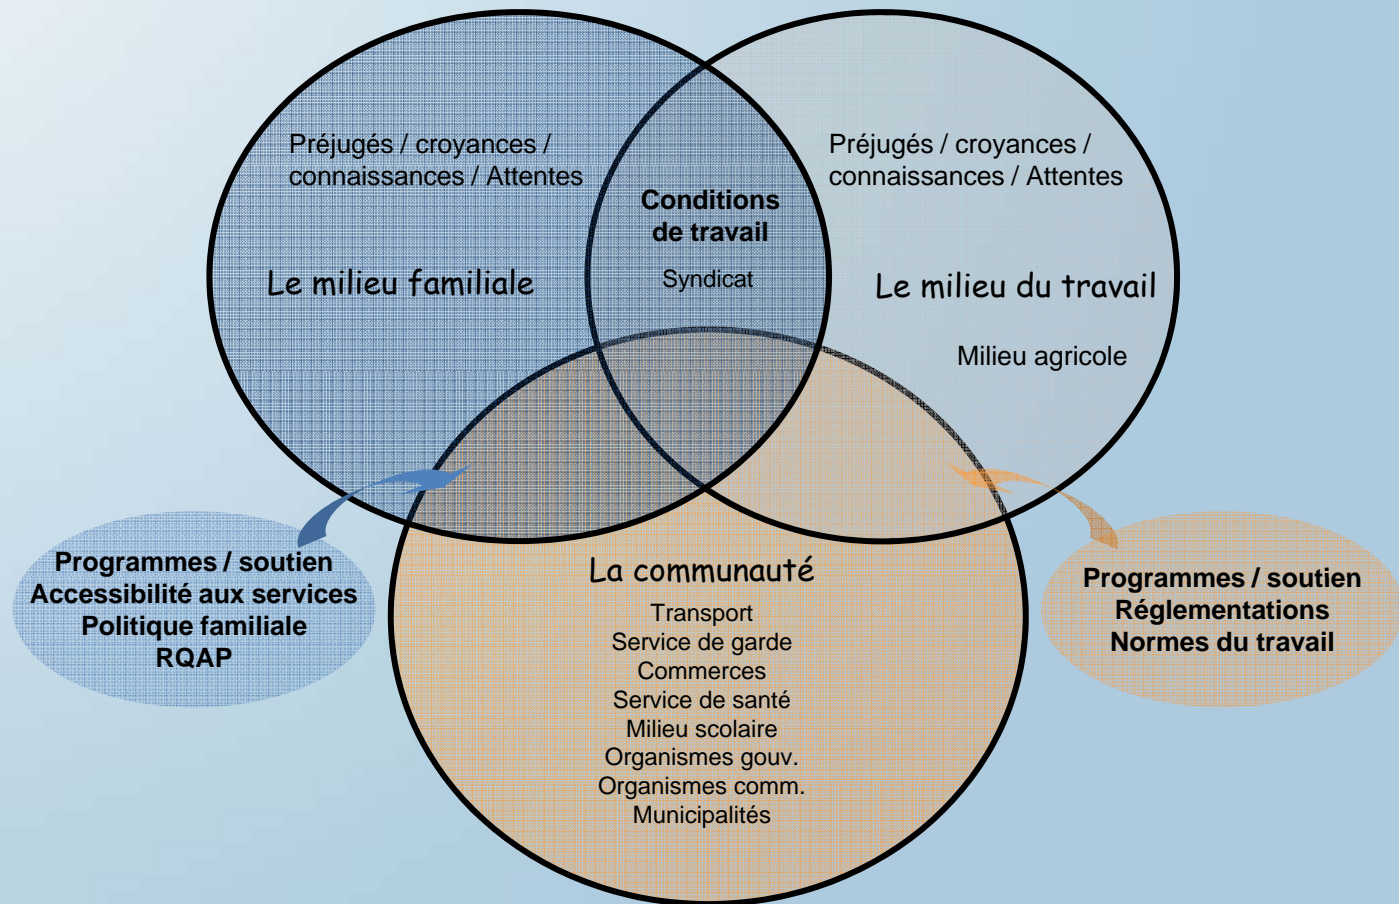 Préjugés / croyances /
connaissances / Attentes
Le milieu familiale
Conditions
de travail
Syndicat
Préjugés / croyances /
connaissances / Attentes
Le milieu du travail
Milieu agricole
Programmes / soutien
Accessibilité aux services
Politique familiale
RQAP
La communauté
Transport
Service de garde
Commerces
Service de santé
Milieu scolaire
Organismes gouv.
Organismes comm.
Municipalités
Programmes / soutien
Réglementations
Normes du travail